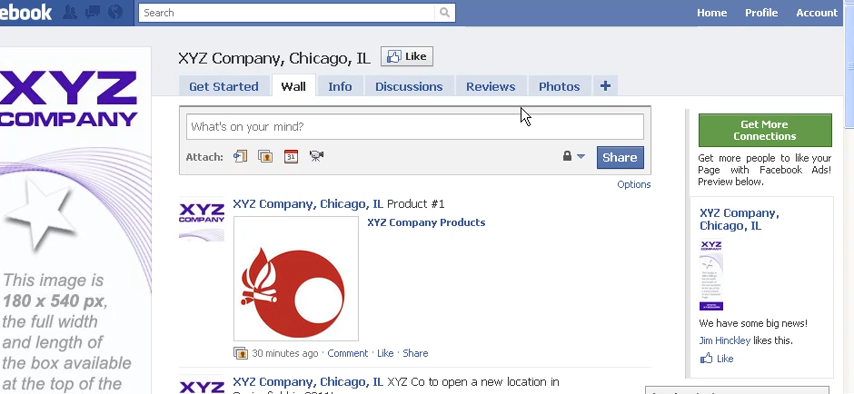 ebook
Search
Home
Profile
Account
XYZ Company, Chicago, IL
Like
Get Started
Wall
Info
Discussions
Reviews
Photos
+
XYZ
COMPANY
This image is
180 x 540 px,
the full width
and length of
the box available
at the top of the
What's on your mind?
Attach:
31
Share
Options
XYZ
COMPANY
XYZ Company, Chicago, IL Product #1
XYZ Company Products
30 minutes ago · Comment · Like · Share
XYZ
XYZ Company, Chicago, IL XYZ Co to open a new location in
Get More
Connections
Get more people to like your
Page with Facebook Ads!
Preview below.
XYZ Company,
Chicago, IL
XYZ
We have some big news!
Jim Hinckley likes this.
Like